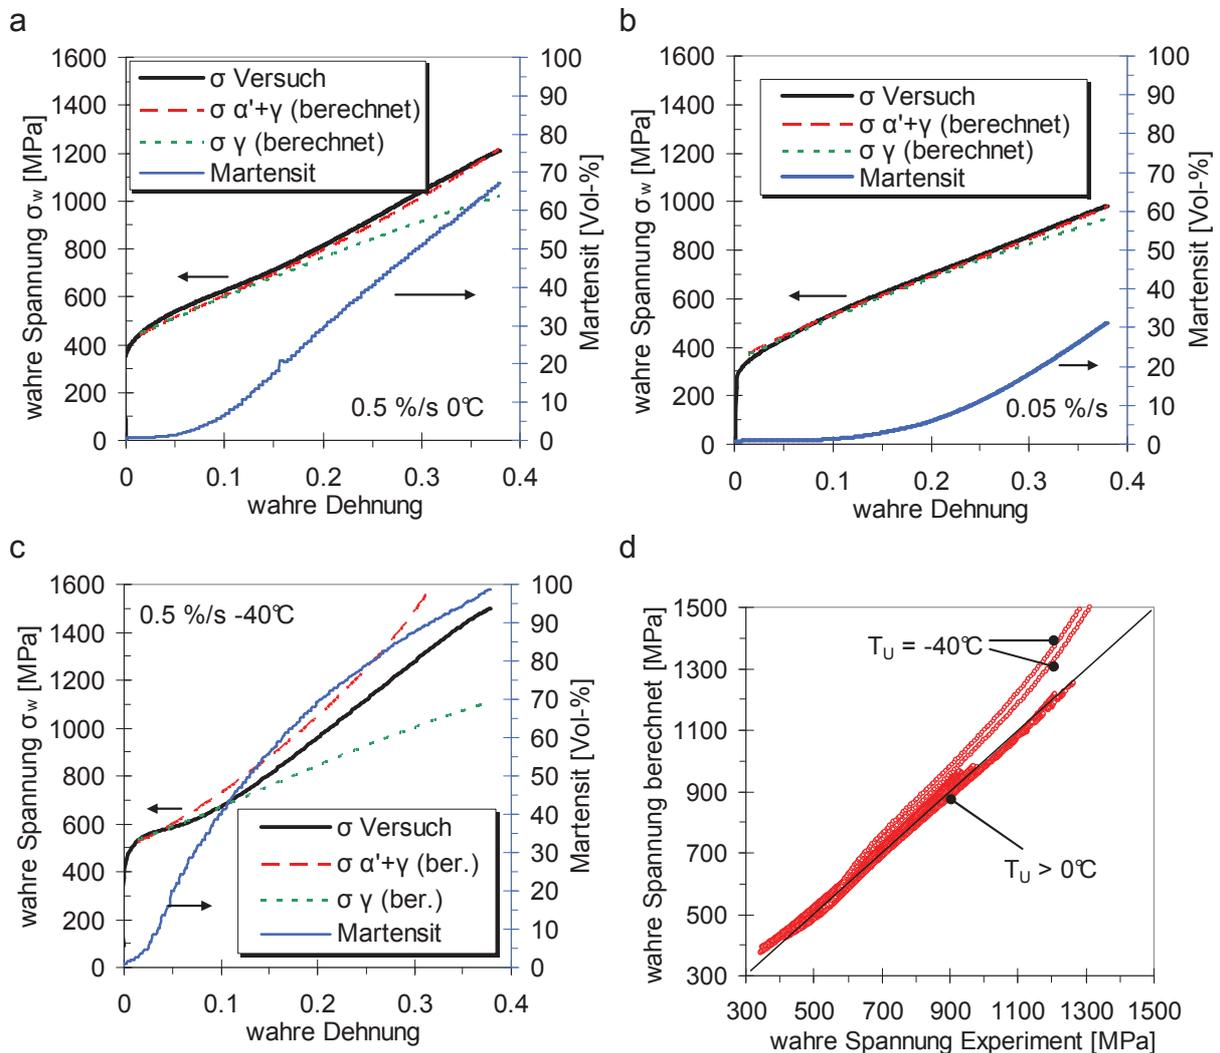 a
1600
1400
1200
1000
800
600
400
200
0
wahre Spannung σw [MPa]
σ Versuch
σ α'+γ (berechnet)
σ γ (berechnet)
Martensit
0.5 %/s 0°C
100
90
80
70
60
50
40
30
20
10
0
Martensit [Vol-%]
0 0.1 0.2 0.3 0.4
wahre Dehnung
b
1600
1400
1200
1000
800
600
400
200
0
wahre Spannung σw [MPa]
σ Versuch
σ α'+γ (berechnet)
σ γ (berechnet)
Martensit
0.05 %/s
100
90
80
70
60
50
40
30
20
10
0
Martensit [Vol-%]
0 0.1 0.2 0.3 0.4
wahre Dehnung
c
1600
1400
1200
1000
800
600
400
200
0
wahre Spannung σw [MPa]
0.5 %/s -40°C
σ Versuch
σ α'+γ (ber.)
σ γ (ber.)
Martensit
100
90
80
70
60
50
40
30
20
10
0
Martensit [Vol-%]
0 0.1 0.2 0.3 0.4
wahre Dehnung
d
1500
1300
1100
900
700
500
300
wahre Spannung berechnet [MPa]
TU = -40°C
TU > 0°C
300 500 700 900 1100 1300 1500
wahre Spannung Experiment [MPa]